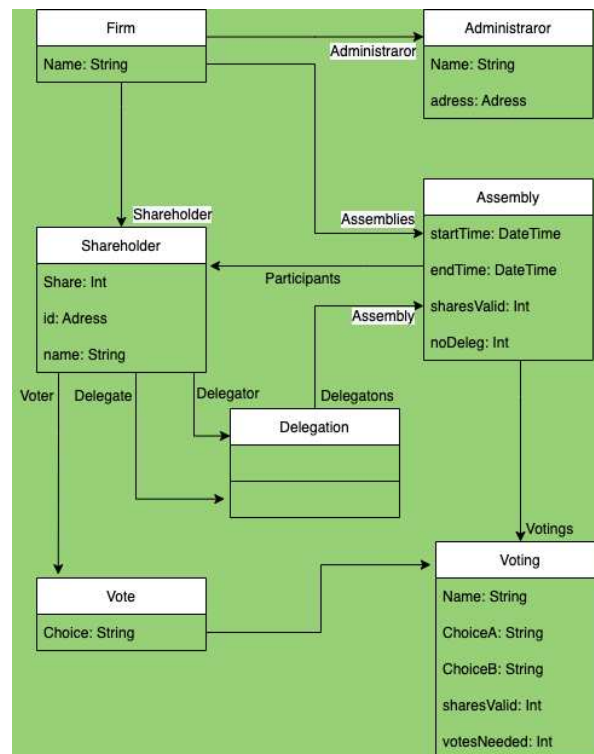 Firm
Name: String
Administraror
Administraror
Name: String
adress: Adress
Shareholder
Assemblies
Assembly
startTime: DateTime
endTime: DateTime
sharesValid: Int
noDeleg: Int
Shareholder
Share: Int
id: Adress
name: String
Participants
Assembly
Voter
Delegate
Delegator
Delegatons
Delegation
Votings
Vote
Choice: String
Voting
Name: String
ChoiceA: String
ChoiceB: String
sharesValid: Int
votesNeeded: Int